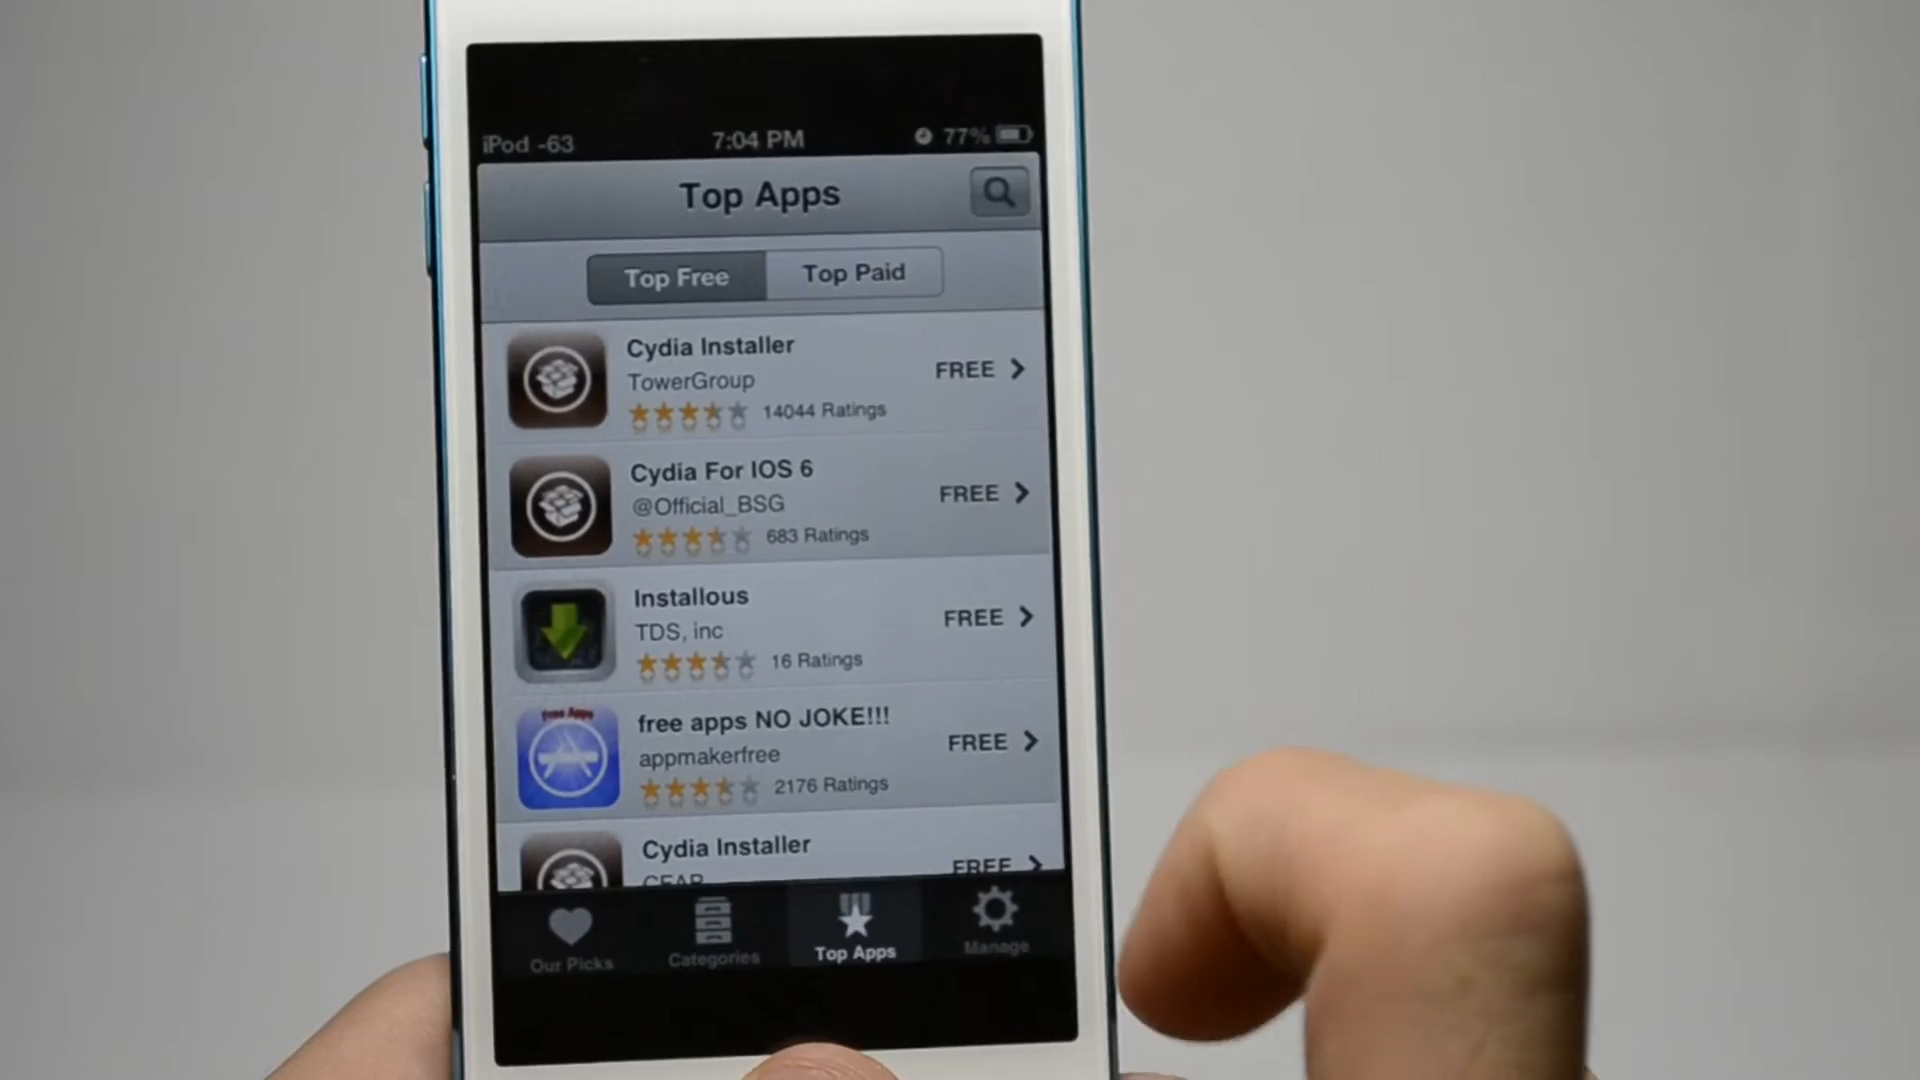 iPod -63 7:04 PM 77%
Top Apps
Top Free Top Paid
Cydia Installer
TowerGroup
14044 Ratings
FREE
Cydia For IOS 6
@Official_BSG
683 Ratings
FREE
Installous
TDS, inc
16 Ratings
FREE
Free Apps
free apps NO JOKE!!!
appmakerfree
2176 Ratings
FREE
Cydia Installer
FREE
Our Picks Categories Top Apps Manage